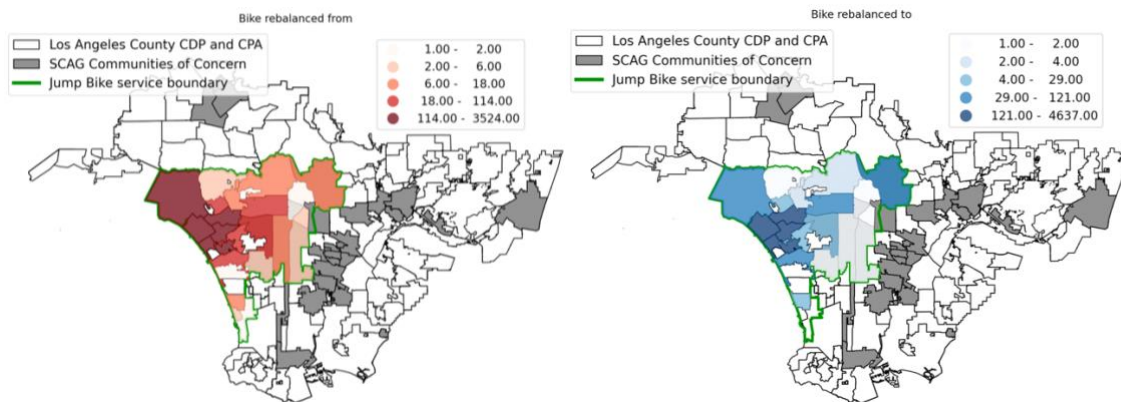 Bike rebalanced from
Los Angeles County CDP and CPA
SCAG Communities of Concern
Jump Bike service boundary
1.00 - 2.00
2.00 - 6.00
6.00 - 18.00
18.00 - 114.00
114.00 - 3524.00
Bike rebalanced to
Los Angeles County CDP and CPA
SCAG Communities of Concern
Jump Bike service boundary
1.00 - 2.00
2.00 - 4.00
4.00 - 29.00
29.00 - 121.00
121.00 - 4637.00